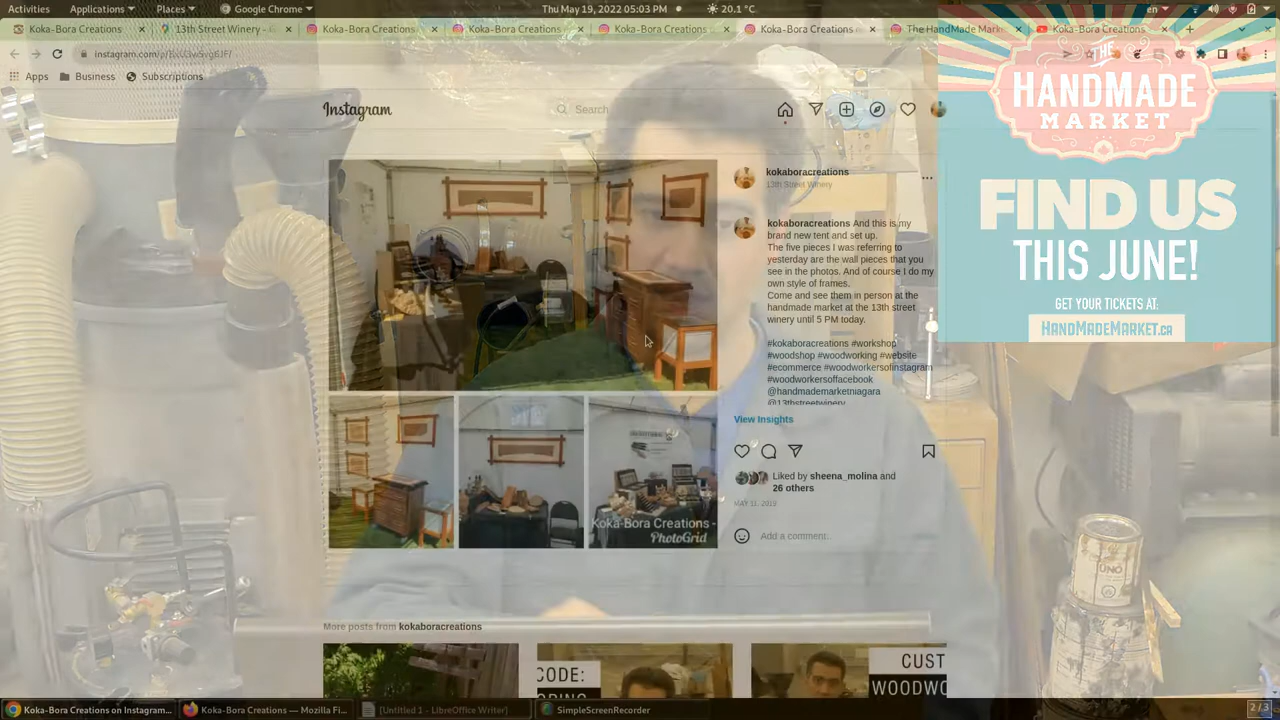 Activities Applications Places Google Chrome Thu May 19, 2022 05:03 PM 20.1 °C en
Koka-Bora Creations 13th Street Winery - G Koka-Bora Creations Koka-Bora Creations Koka-Bora Creations Koka-Bora Creations The HandMade Mark Koka-Bora Creations
Apps Business Subscriptions
Instagram Search
THE
HANDMADE
MARKET
FIND US
THIS JUNE!
GET YOUR TICKETS AT:
HANDMADEMARKET.CA
kokaboracreations
13th Street Winery
kokaboracreations And this is my
brand new tent and set up.
The five pieces I was referring to
yesterday are the wall pieces that you
see in the photos. And of course I do my
own style of frames.
Come and see them in person at the
handmade market at the 13th street
winery until 5 PM today.
#kokaboracreations #workshop
#woodshop #woodworking #website
#ecommerce #woodworkersofinstagram
#woodworkersoffacebook
@handmademarketniagara
@13thstreetwinery
View Insights
Liked by sheena_molina and
26 others
MAY 11, 2019
Add a comment...
Koka-Bora Creations -
PhotoGrid
UNO
More posts from kokaboracreations
CODE:
CUST
WOODWO
Koka-Bora Creations on Instagram... Koka-Bora Creations — Mozilla Fi... [Untitled 1 - LibreOffice Writer] SimpleScreenRecorder 2 / 3